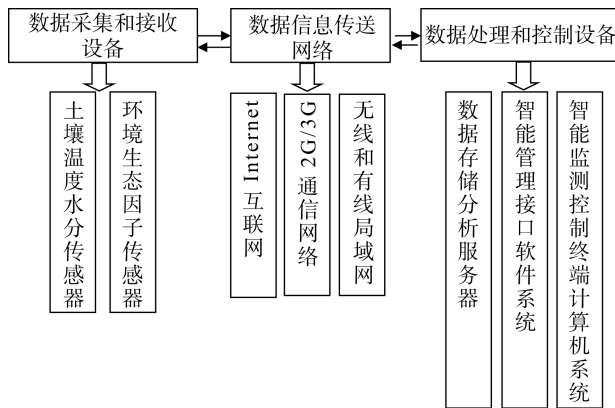 数据采集和接收
设备
数据信息传送
网络
数据处理和控制设备
土壤温度水分传感器
环境生态因子传感器
Internet 互联网
2G/3G 通信网络
无线和有线局域网
数据存储分析服务器
智能管理接口软件系统
智能监测控制终端计算机系统